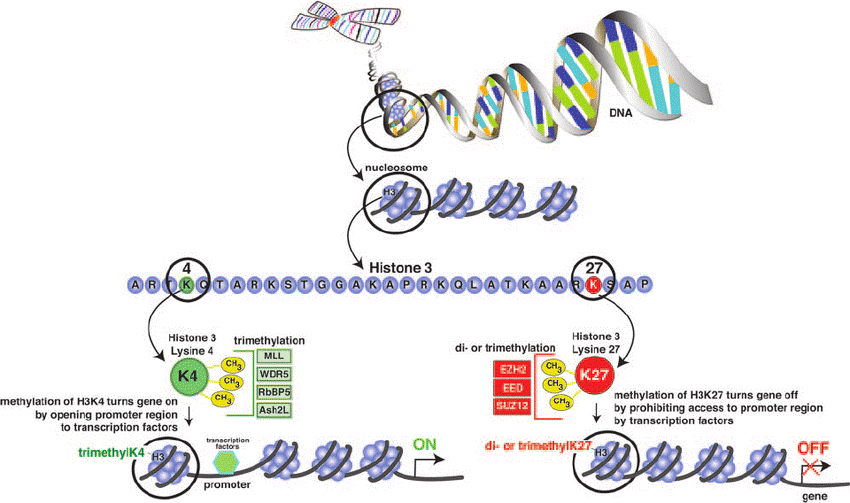 DNA
nucleosome
H3
4
Histone 3
27
A R T K Q T A R K S T G G A K A P R K Q L A T K A A R K S A P
Histone 3
Lysine 4
trimethylation
K4
CH3
CH3
CH3
MLL
WDR5
RbBP5
Ash2L
methylation of H3K4 turns gene on
by opening promoter region
to transcription factors
trimethylK4
H3
transcription
factors
promoter
ON
di- or trimethylation
EZH2
EED
SUZ12
Histone 3
Lysine 27
CH3
CH3
CH3
K27
methylation of H3K27 turns gene off
by prohibiting access to promoter region
by transcription factors
di- or trimethylK27
H3
OFF
gene